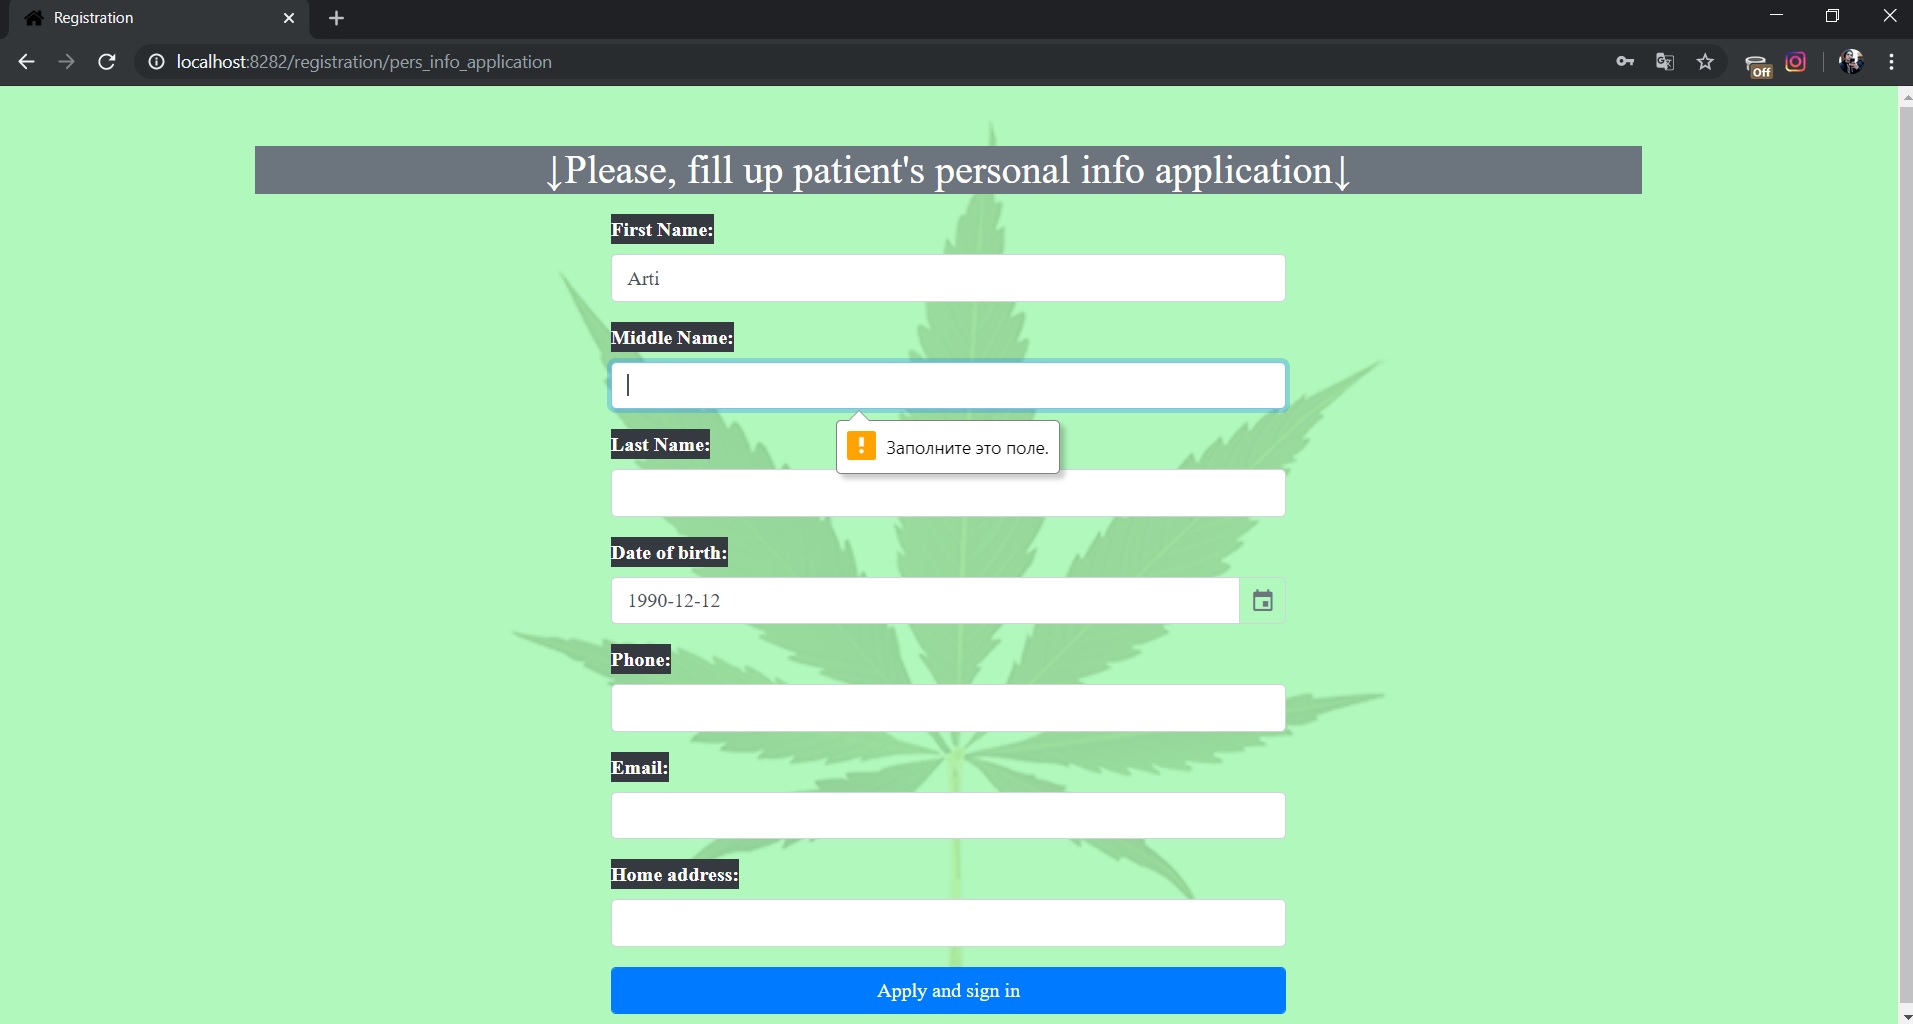 Registration
localhost:8282/registration/pers_info_application
Off
↓Please, fill up patient's personal info application↓
First Name:
Arti
Middle Name:
Заполните это поле.
Last Name:
Date of birth:
1990-12-12
Phone:
Email:
Home address:
Apply and sign in